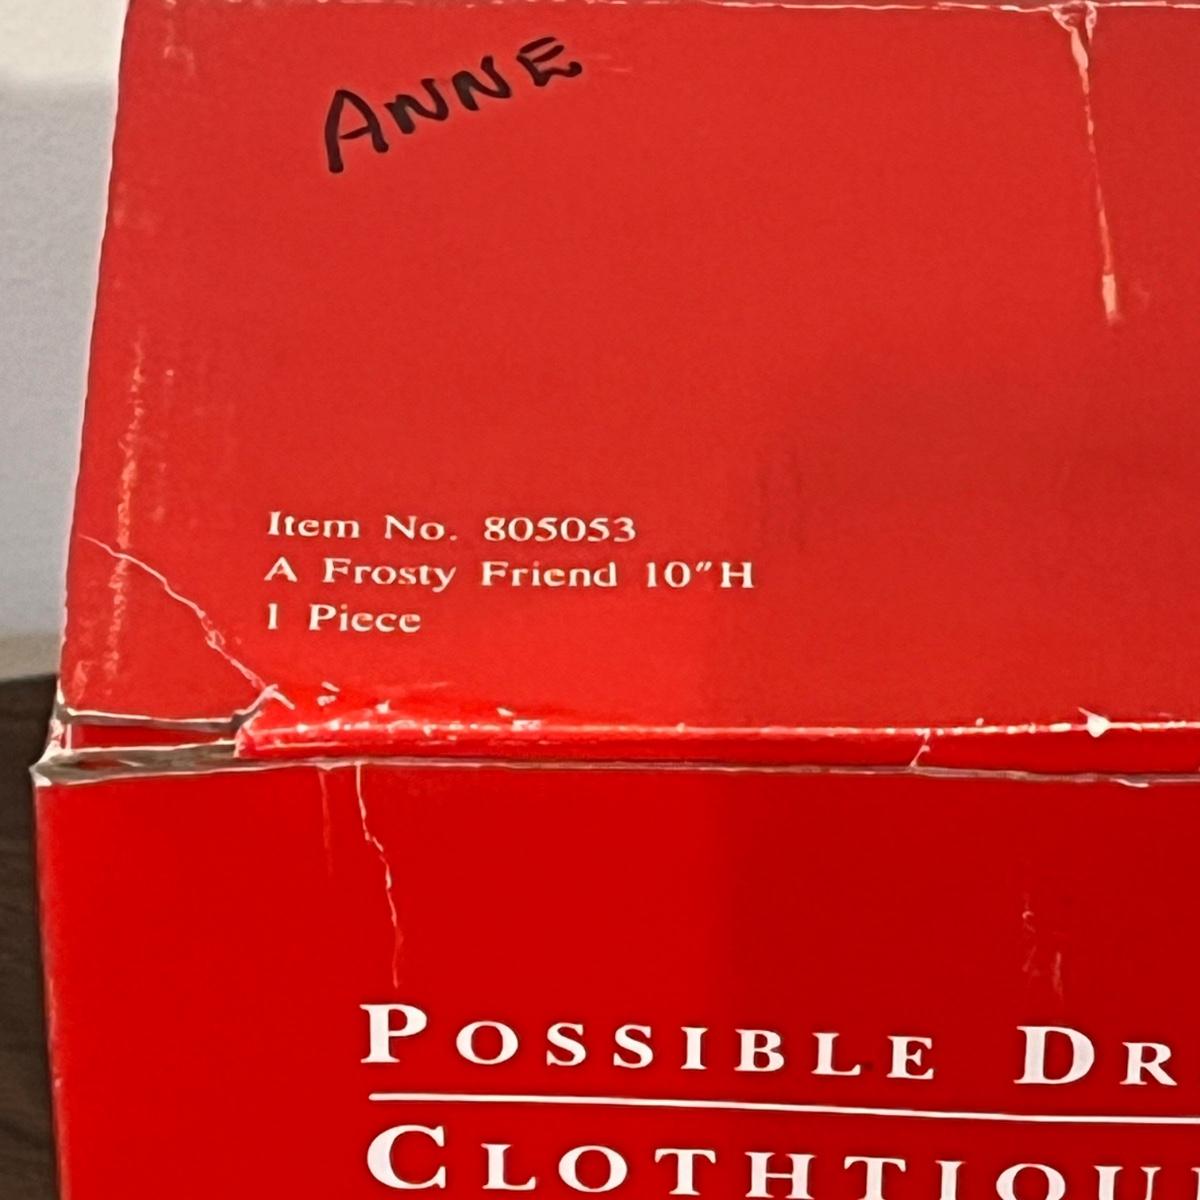 ANNE
Item No. 805053
A Frosty Friend 10"H
1 Piece
POSSIBLE DR
CLOTHTIQU